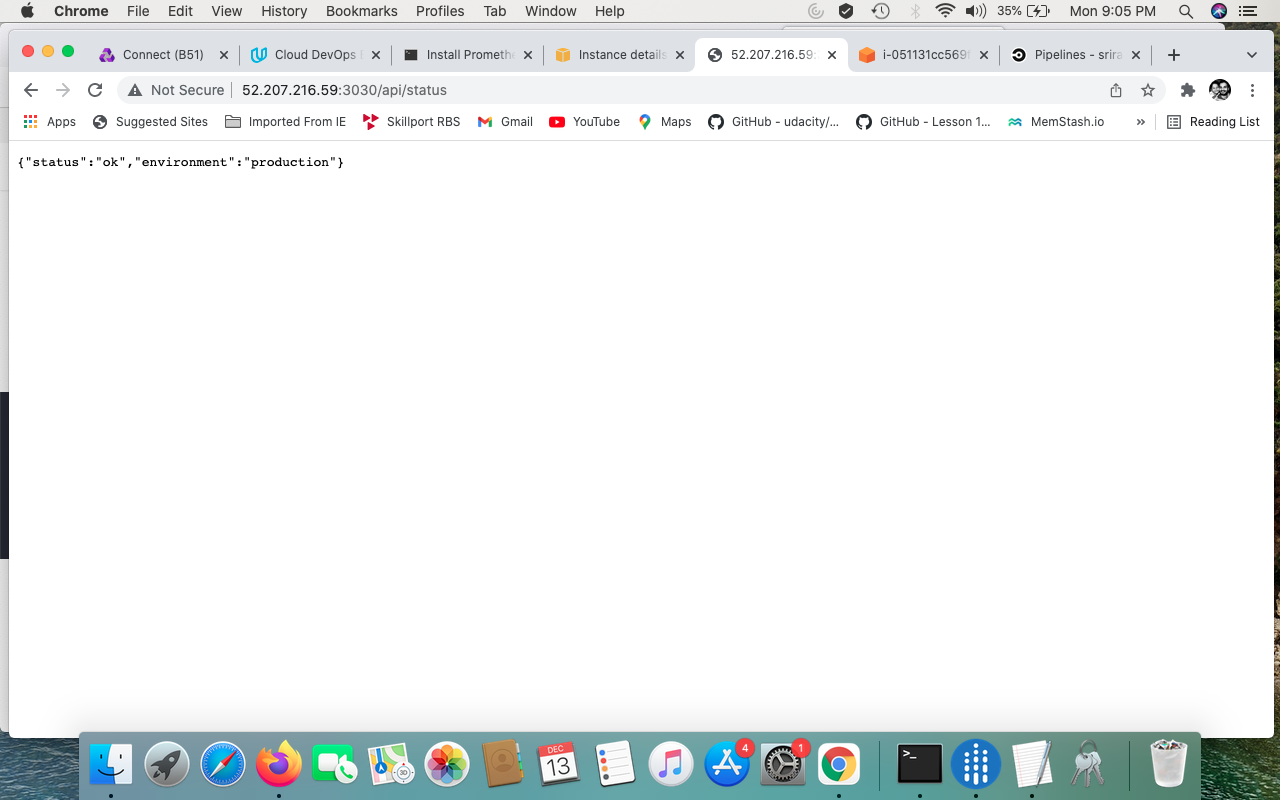 Chrome File Edit View History Bookmarks Profiles Tab Window Help 35% Mon 9:05 PM
Connect (B51) Cloud DevOps Install Promethe Instance details 52.207.216.59: i-051131cc569f Pipelines - srira
Not Secure 52.207.216.59:3030/api/status
Apps Suggested Sites Imported From IE Skillport RBS Gmail YouTube Maps GitHub - udacity/... GitHub - Lesson 1... MemStash.io » Reading List
{"status":"ok","environment":"production"}
DEC
13
3D
4
1
>_